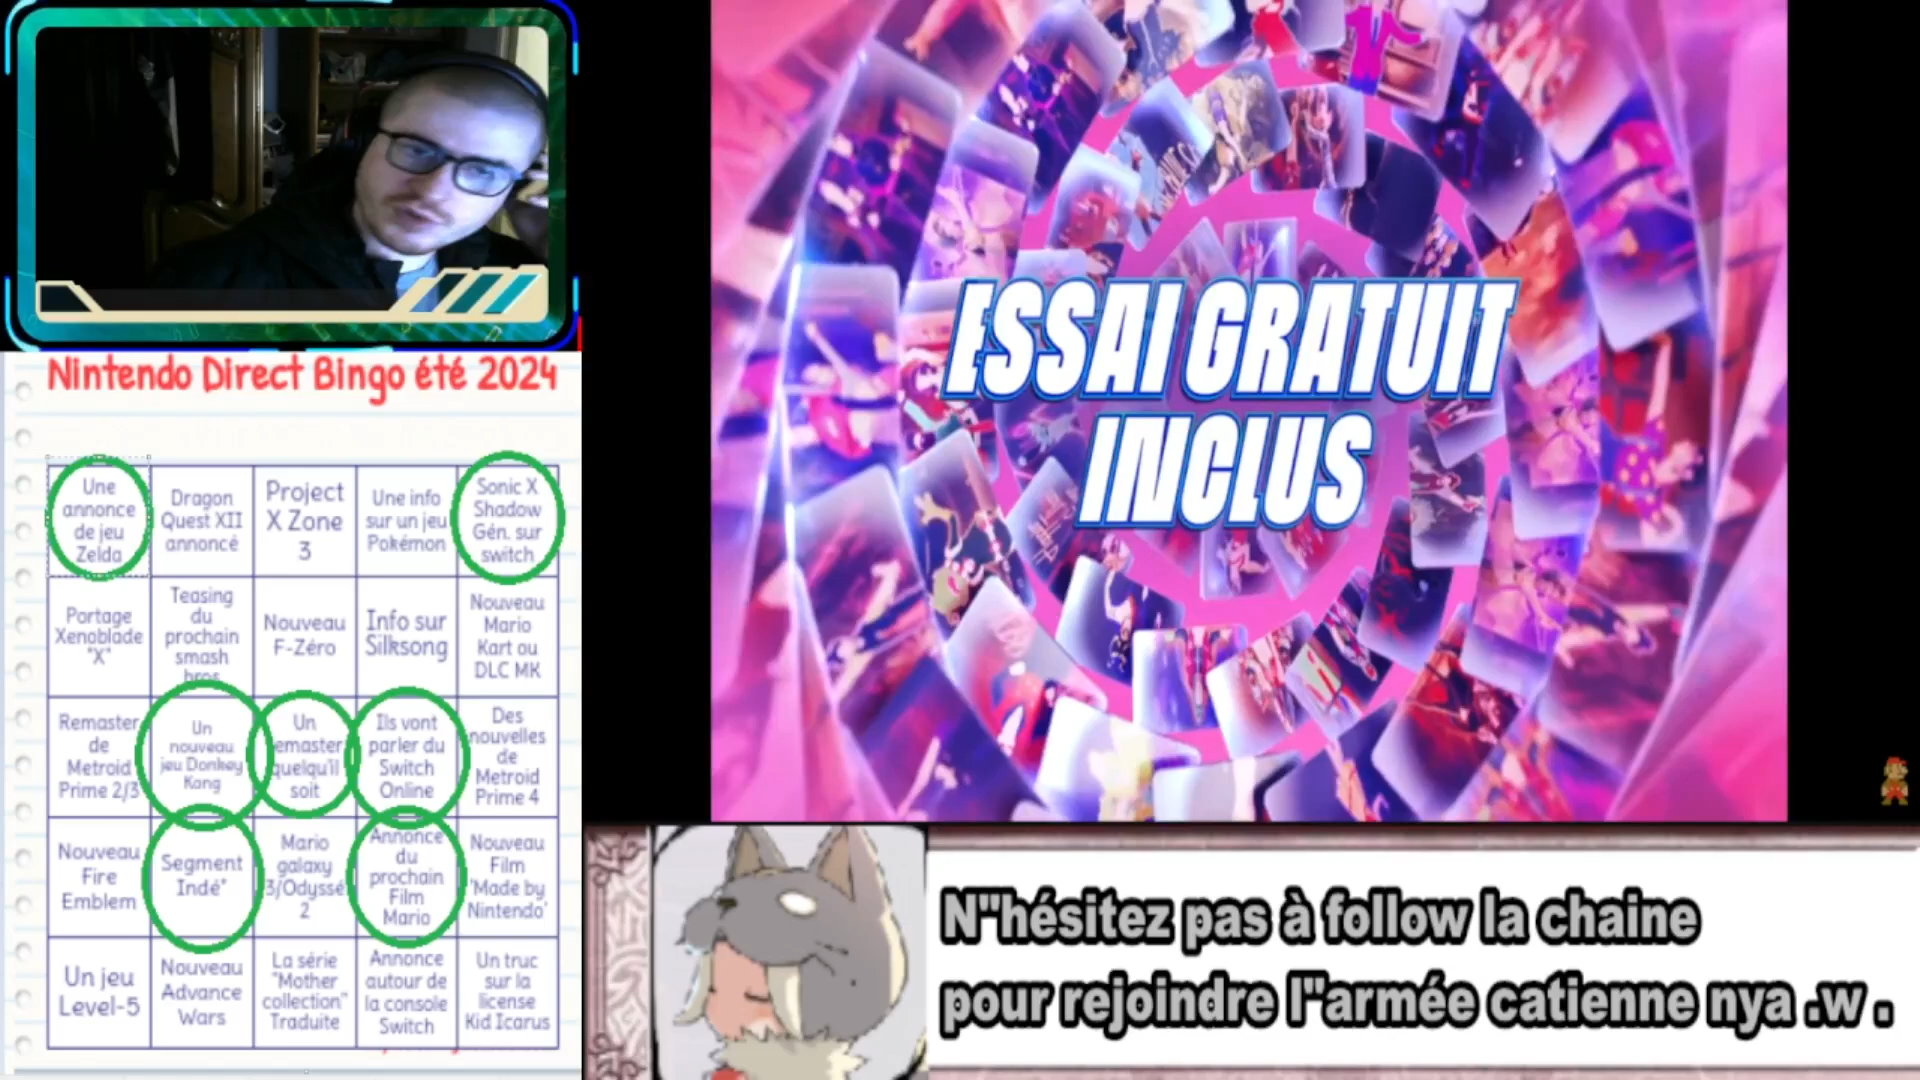 ESSAI GRATUIT
INCLUS
Nintendo Direct Bingo été 2024
Une
annonce
de jeu
Zelda
Dragon
Quest XII
annoncé
Project
X Zone
3
Une info
sur un jeu
Pokémon
Sonic X
Shadow
Gén. sur
switch
Portage
Xenoblade
"X"
Teasing
du
prochain
smash
bros
Nouveau
F-Zéro
Info sur
Silksong
Nouveau
Mario
Kart ou
DLC MK
Remaster
de
Metroid
Prime 2/3
Un
nouveau
jeu Donkey
Kong
Un
emaster
quelqu'il
soit
Ils vont
parler du
Switch
Online
Des
nouvelles
de
Metroid
Prime 4
Nouveau
Fire
Emblem
Segment
Indé"
Mario
galaxy
3/Odyssé
2
Annonce
du
prochain
Film
Mario
Nouveau
Film
'Made by
Nintendo'
Un jeu
Level-5
Nouveau
Advance
Wars
La série
"Mother
collection"
Traduite
Annonce
autour de
la console
Switch
Un truc
sur la
license
Kid Icarus
N"hésitez pas à follow la chaine
pour rejoindre l"armée catienne nya .w .